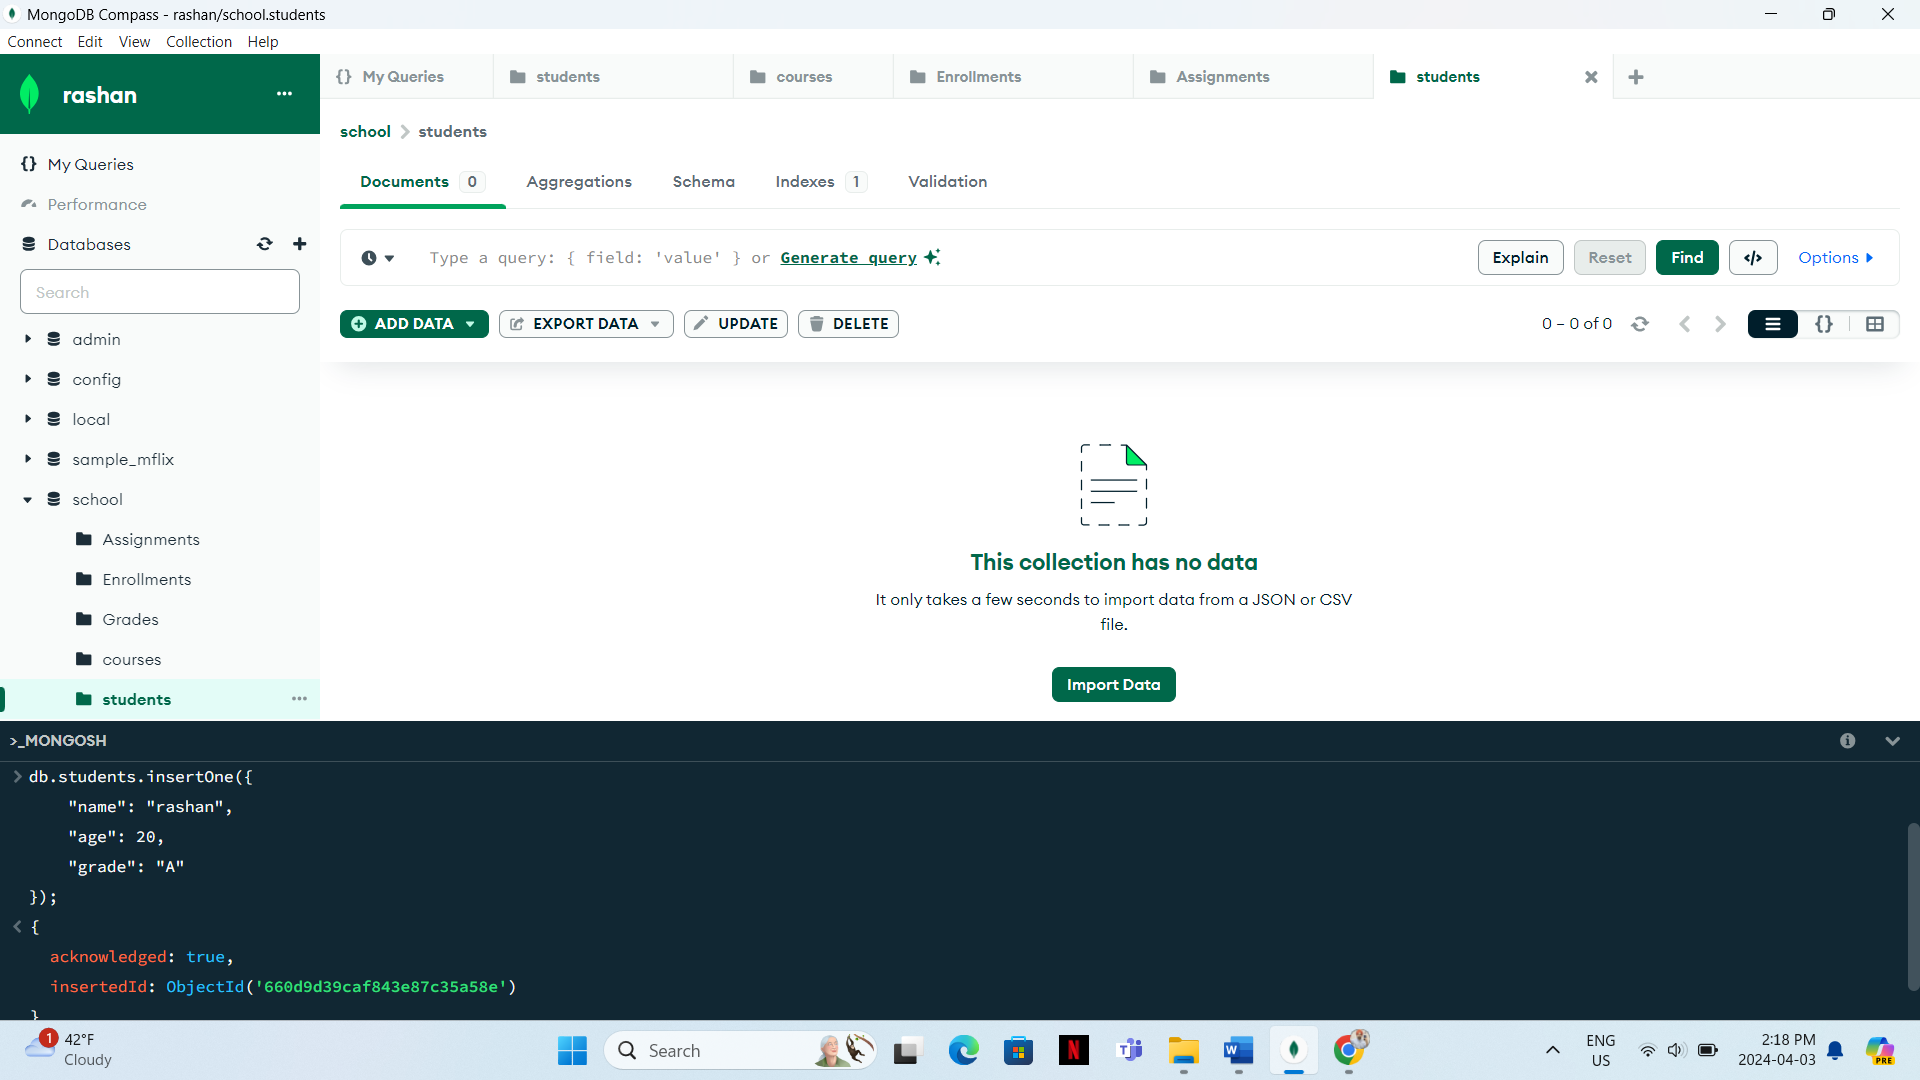 MongoDB Compass - rashan/school.students
Connect Edit View Collection Help
rashan
My Queries
Performance
Databases
Search
admin
config
local
sample_mflix
school
Assignments
Enrollments
Grades
courses
students
{} My Queries students courses Enrollments Assignments students
school > students
Documents 0 Aggregations Schema Indexes 1 Validation
Type a query: { field: 'value' } or Generate query
Explain Reset Find </> Options
ADD DATA EXPORT DATA UPDATE DELETE
0 – 0 of 0 {}
This collection has no data
It only takes a few seconds to import data from a JSON or CSV
file.
Import Data
>_MONGOSH
> db.students.insertOne({
"name": "rashan",
"age": 20,
"grade": "A"
});
< {
acknowledged: true,
insertedId: ObjectId('660d9d39caf843e87c35a58e')
}
1
42°F
Cloudy
Search
N
W
PRE
ENG
US
2:18 PM
2024-04-03